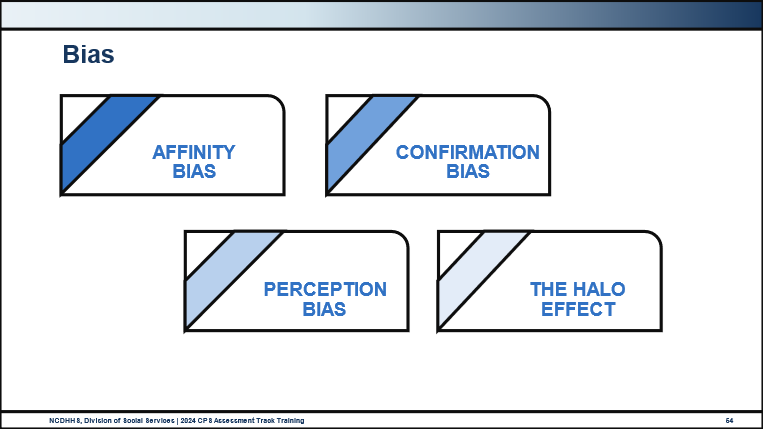 Bias
AFFINITY
BIAS
CONFIRMATION
BIAS
PERCEPTION
BIAS
THE HALO
EFFECT
NCDHHS, Division of Social Services | 2024 CPS Assessment Track Training
64